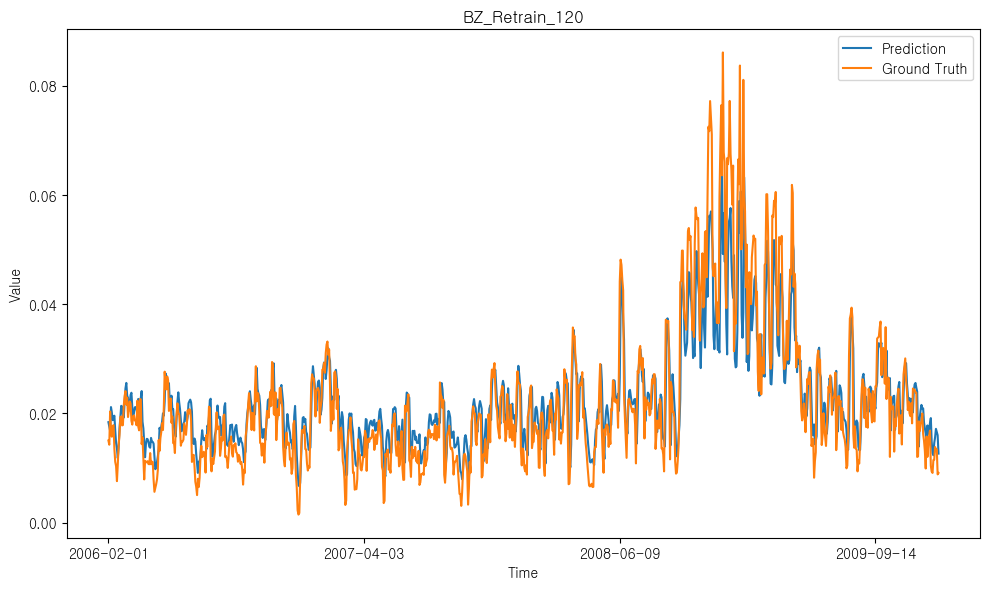 BZ_Retrain_120
Prediction
Ground Truth
0.08
0.06
0.04
0.02
0.00
Value
2006-02-01
2007-04-03
2008-06-09
2009-09-14
Time